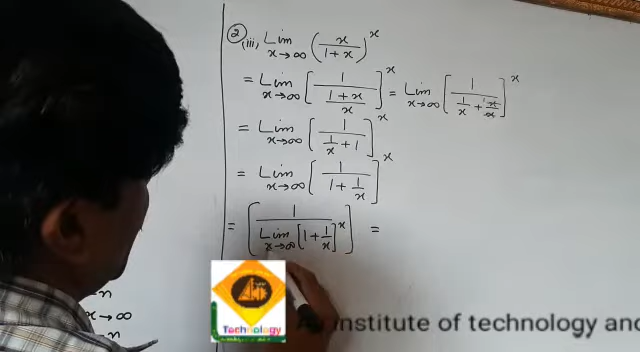 ② (iii) Lim x→∞ (x/(1+x))^x
= Lim x→∞ [1/((1+x)/x)]^x = Lim x→∞ [1/(1/x + x/x)]^x
= Lim x→∞ [1/(1/x + 1)]^x
= Lim x→∞ [1/(1 + 1/x)]^x
= [1/(Lim x→∞ [1 + 1/x]^x)] =
n
x→∞
n
Technology
institute of technology and